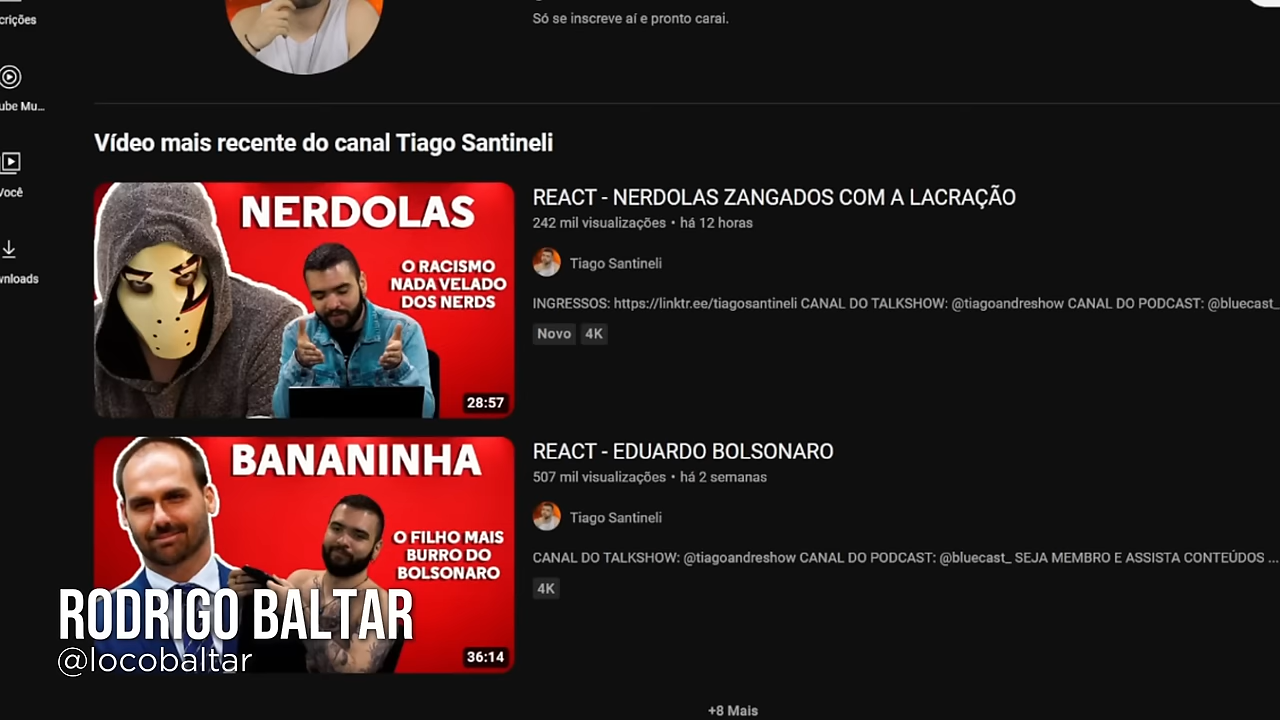 crições
Só se inscreve aí e pronto carai.
ube Mu...
Vídeo mais recente do canal Tiago Santineli
Você
wnloads
NERDOLAS
O RACISMO
NADA VELADO
DOS NERDS
28:57
REACT - NERDOLAS ZANGADOS COM A LACRAÇÃO
242 mil visualizações • há 12 horas
Tiago Santineli
INGRESSOS: https://linktr.ee/tiagosantineli CANAL DO TALKSHOW: @tiagoandreshow CANAL DO PODCAST: @bluecast_
Novo 4K
BANANINHA
O FILHO MAIS
BURRO DO
BOLSONARO
36:14
REACT - EDUARDO BOLSONARO
507 mil visualizações • há 2 semanas
Tiago Santineli
CANAL DO TALKSHOW: @tiagoandreshow CANAL DO PODCAST: @bluecast_ SEJA MEMBRO E ASSISTA CONTEÚDOS ...
4K
RODRIGO BALTAR
@locobaltar
+8 Mais